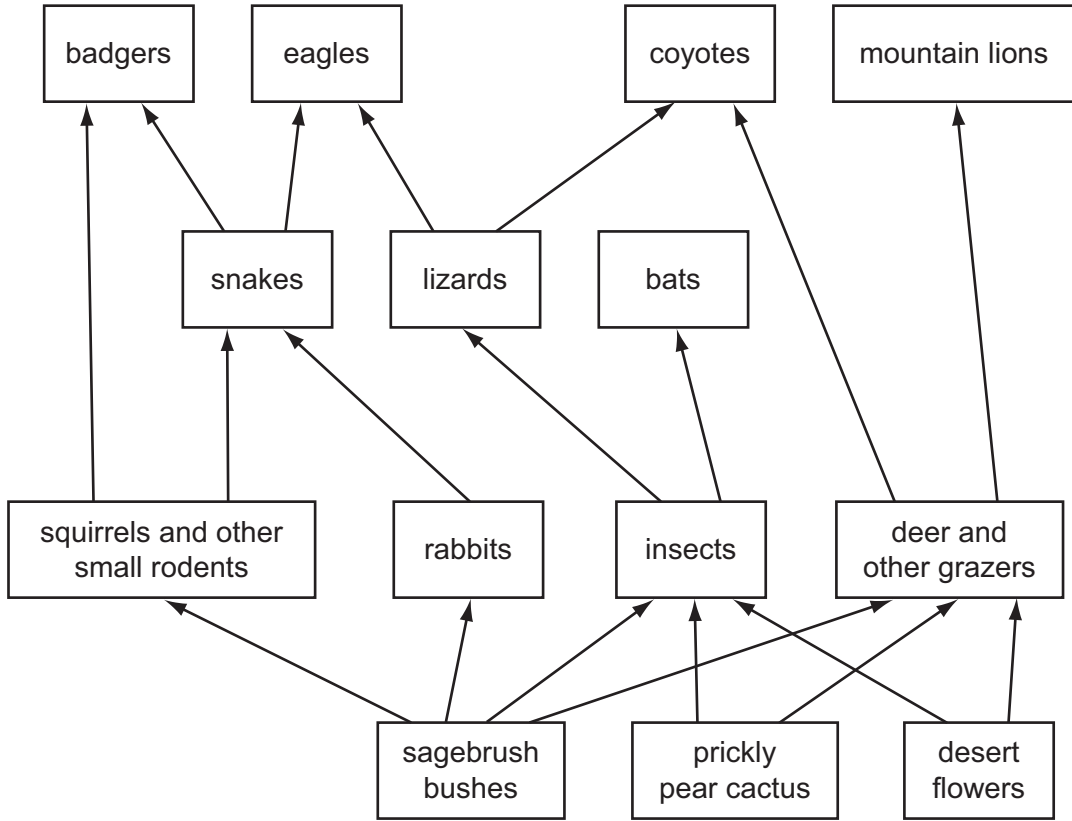 badgers
eagles
coyotes
mountain lions
snakes
lizards
bats
squirrels and other
small rodents
rabbits
insects
deer and
other grazers
sagebrush
bushes
prickly
pear cactus
desert
flowers